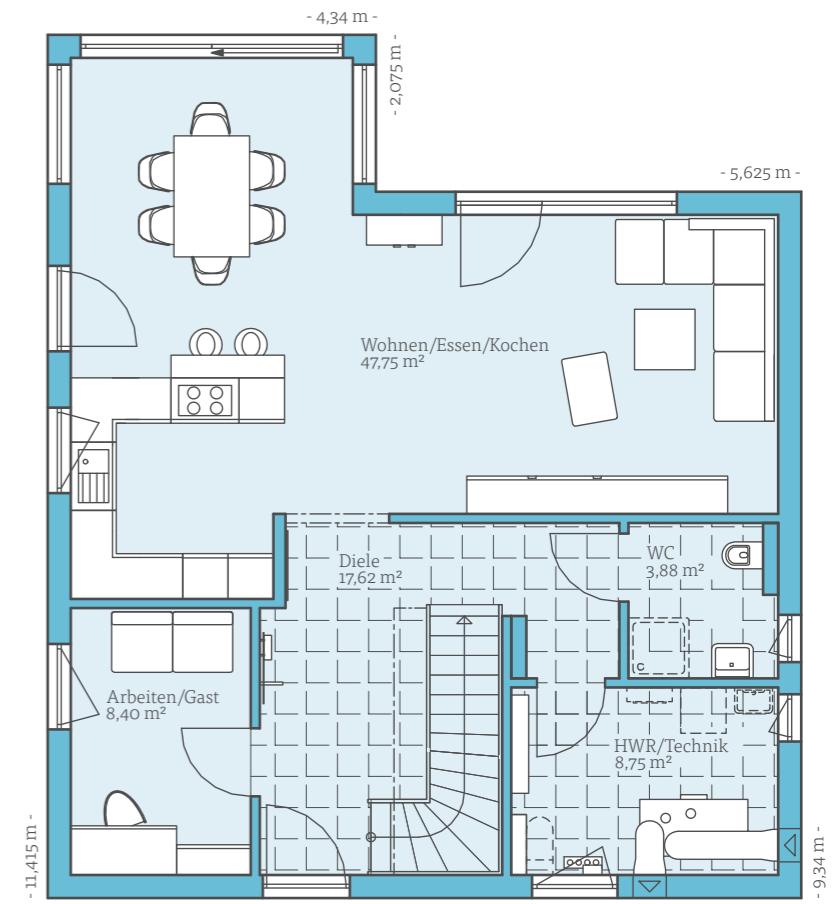 - 4,34 m -
- 2,075 m -
- 5,625 m -
Wohnen/Essen/Kochen
47,75 m²
Diele
17,62 m²
WC
3,88 m²
Arbeiten/Gast
8,40 m²
HWR/Technik
8,75 m²
- 11,415 m -
- 9,34 m -